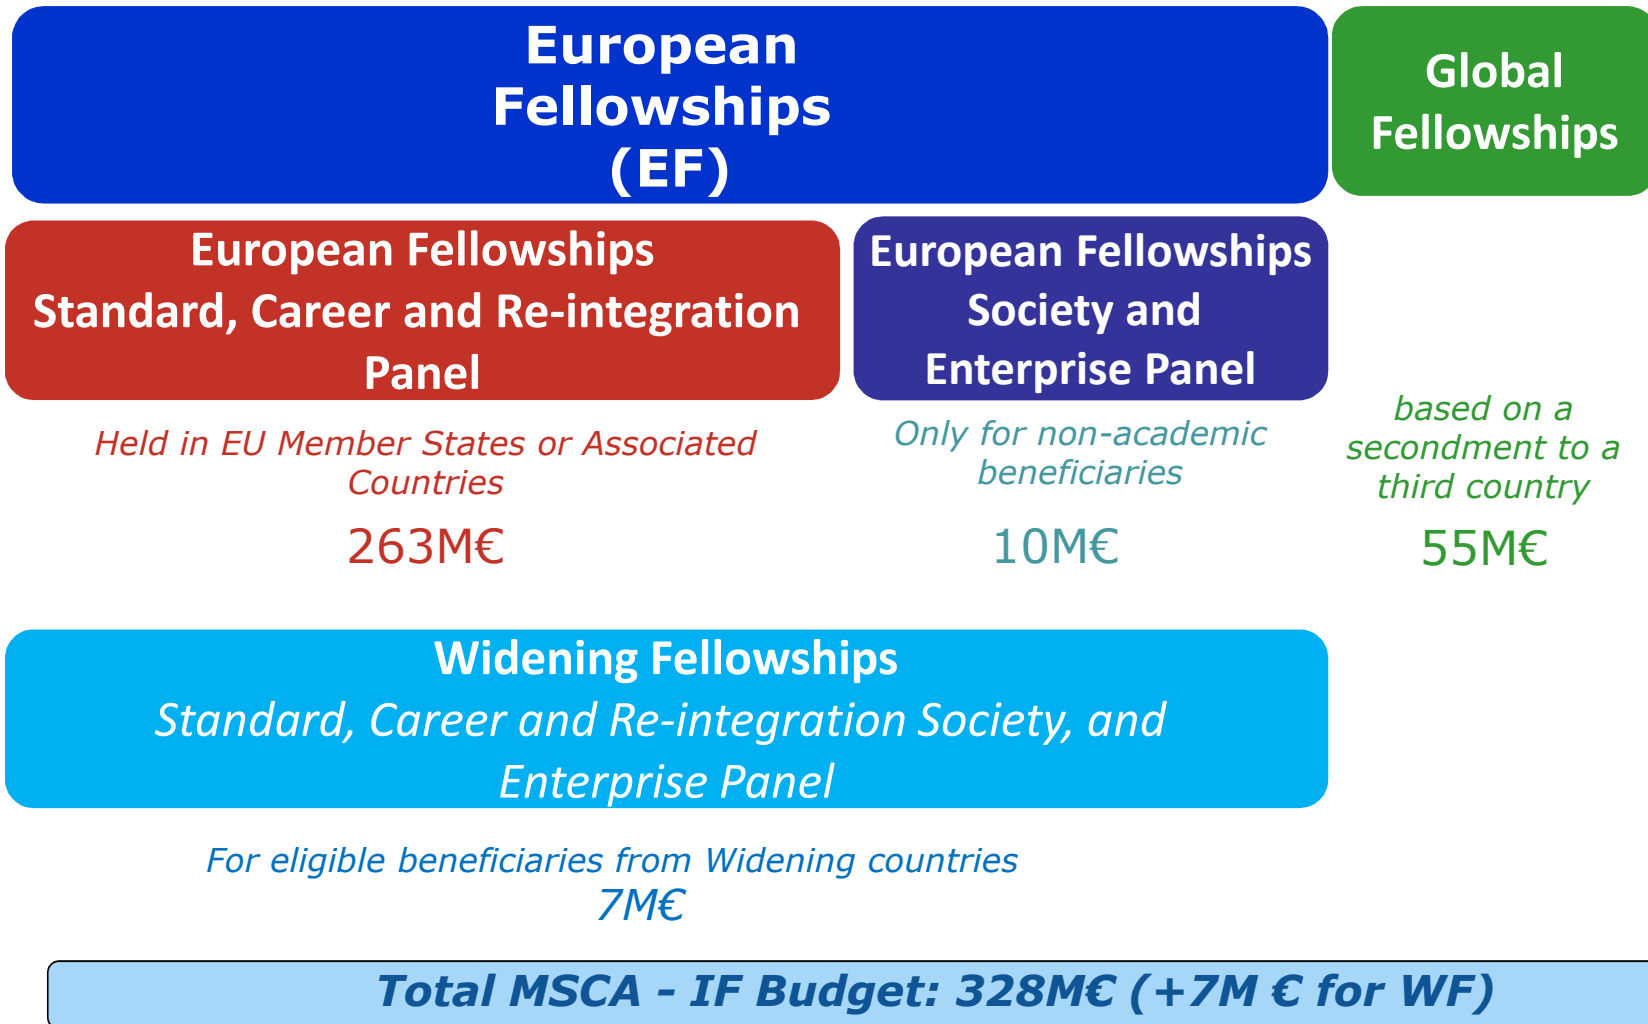 European
Fellowships
(EF)
Global
Fellowships
European Fellowships
Standard, Career and Re-integration
Panel
European Fellowships
Society and
Enterprise Panel
Held in EU Member States or Associated
Countries
263M€
Only for non-academic
beneficiaries
10M€
based on a
secondment to a
third country
55M€
Widening Fellowships
Standard, Career and Re-integration Society, and
Enterprise Panel
For eligible beneficiaries from Widening countries
7M€
Total MSCA - IF Budget: 328M€ (+7M € for WF)